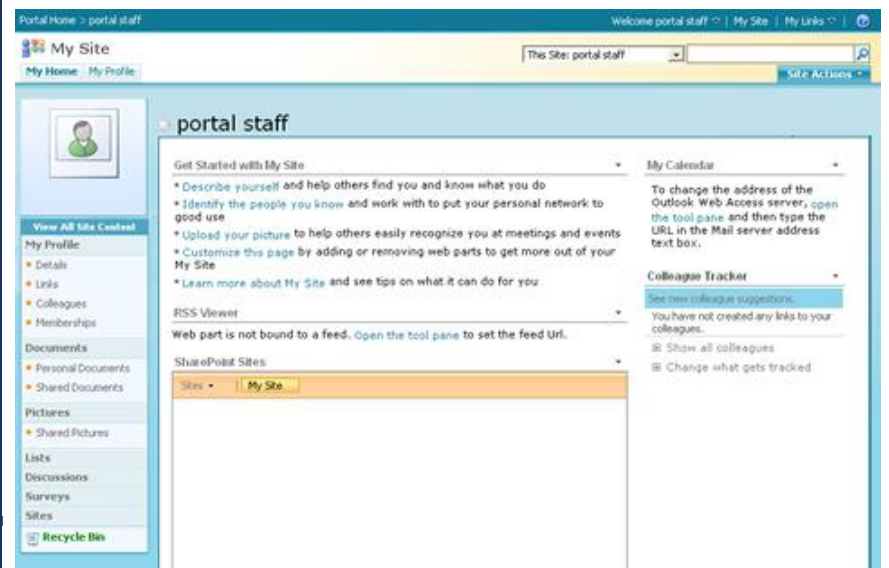 Portal Home > portal staff
Welcome portal staff | My Site | My Links
My Site
This Site: portal staff
My Home My Profile
Site Actions
portal staff
View All Site Content
My Profile
Details
Links
Colleagues
Memberships
Documents
Personal Documents
Shared Documents
Pictures
Shared Pictures
Lists
Discussions
Surveys
Sites
Recycle Bin
Get Started with My Site
* Describe yourself and help others find you and know what you do
* Identify the people you know and work with to put your personal network to
good use
* Upload your picture to help others easily recognize you at meetings and events
* Customize this page by adding or removing web parts to get more out of your
My Site
* Learn more about My Site and see tips on what it can do for you
RSS Viewer
Web part is not bound to a feed. Open the tool pane to set the feed Url.
SharePoint Sites
Sites | My Site
My Calendar
To change the address of the
Outlook Web Access server, open
the tool pane and then type the
URL in the Mail server address
text box.
Colleague Tracker
See new colleague suggestions.
You have not created any links to your
colleagues.
Show all colleagues
Change what gets tracked